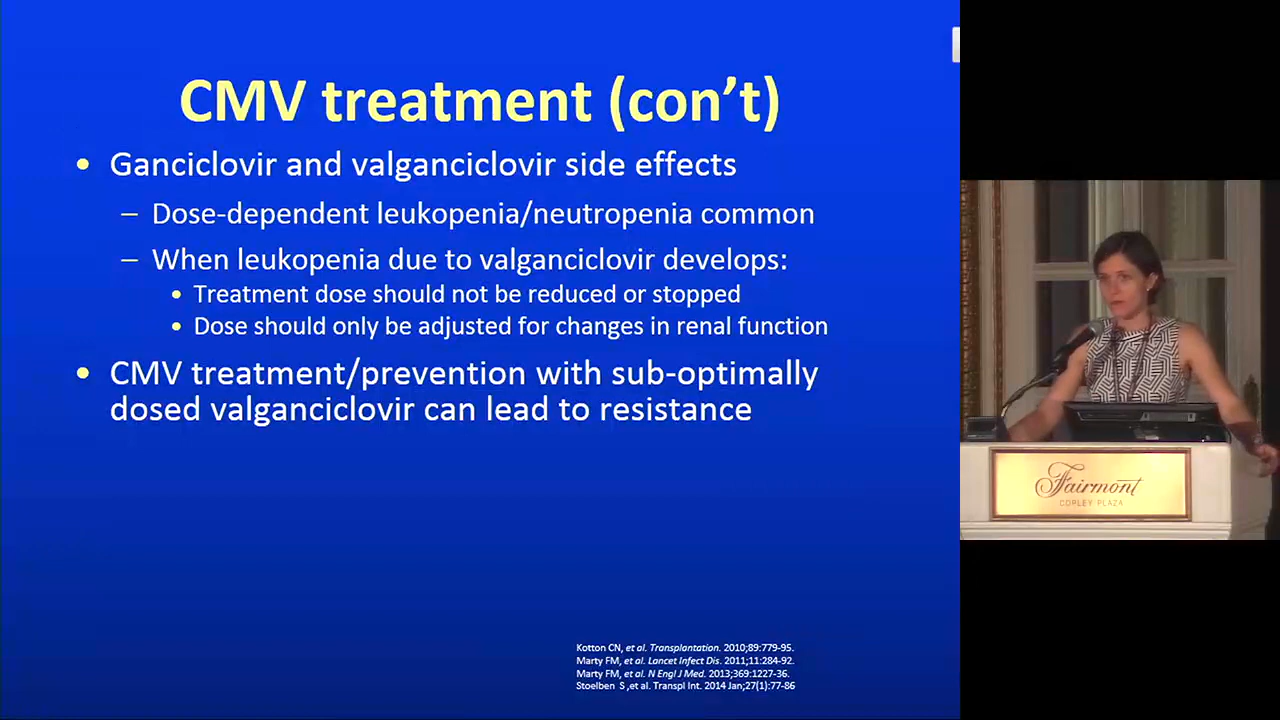 CMV treatment (con’t)
• Ganciclovir and valganciclovir side effects
– Dose-dependent leukopenia/neutropenia common
– When leukopenia due to valganciclovir develops:
• Treatment dose should not be reduced or stopped
• Dose should only be adjusted for changes in renal function
• CMV treatment/prevention with sub-optimally
dosed valganciclovir can lead to resistance
Kotton CN, et al. Transplantation. 2010;89:779-95.
Marty FM, et al. Lancet Infect Dis. 2011;11:284-92.
Marty FM, et al. N Engl J Med. 2013;369:1227-36.
Stoelben S ,et al. Transpl Int. 2014 Jan;27(1):77-86
Fairmont
COPLEY PLAZA